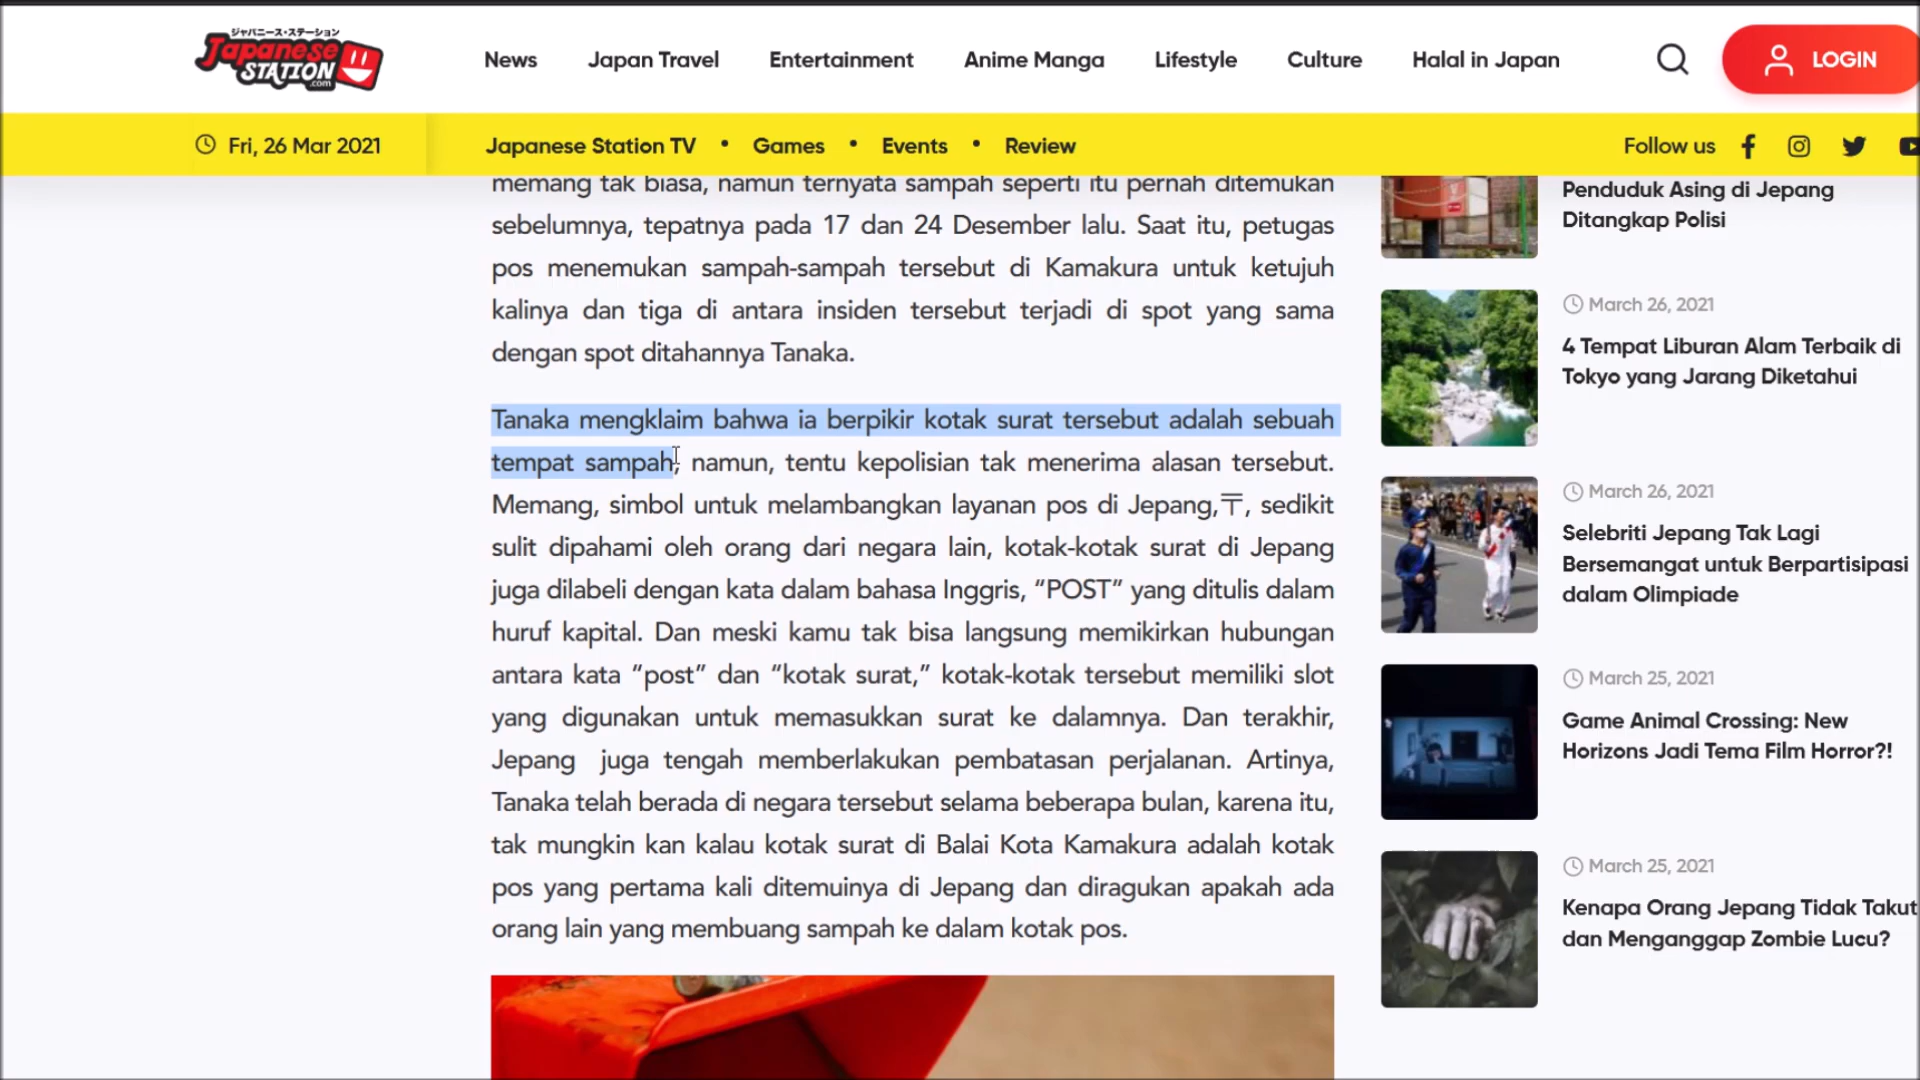 ジャパニーズ・ステーション
Japanese
STATION
.com
News
Japan Travel
Entertainment
Anime Manga
Lifestyle
Culture
Halal in Japan
LOGIN
Fri, 26 Mar 2021
Japanese Station TV • Games • Events • Review
Follow us
memang tak biasa, namun ternyata sampah seperti itu pernah ditemukan
sebelumnya, tepatnya pada 17 dan 24 Desember lalu. Saat itu, petugas
pos menemukan sampah-sampah tersebut di Kamakura untuk ketujuh
kalinya dan tiga di antara insiden tersebut terjadi di spot yang sama
dengan spot ditahannya Tanaka.
Tanaka mengklaim bahwa ia berpikir kotak surat tersebut adalah sebuah
tempat sampah, namun, tentu kepolisian tak menerima alasan tersebut.
Memang, simbol untuk melambangkan layanan pos di Jepang,〒, sedikit
sulit dipahami oleh orang dari negara lain, kotak-kotak surat di Jepang
juga dilabeli dengan kata dalam bahasa Inggris, “POST” yang ditulis dalam
huruf kapital. Dan meski kamu tak bisa langsung memikirkan hubungan
antara kata “post” dan “kotak surat,” kotak-kotak tersebut memiliki slot
yang digunakan untuk memasukkan surat ke dalamnya. Dan terakhir,
Jepang juga tengah memberlakukan pembatasan perjalanan. Artinya,
Tanaka telah berada di negara tersebut selama beberapa bulan, karena itu,
tak mungkin kan kalau kotak surat di Balai Kota Kamakura adalah kotak
pos yang pertama kali ditemuinya di Jepang dan diragukan apakah ada
orang lain yang membuang sampah ke dalam kotak pos.
Penduduk Asing di Jepang
Ditangkap Polisi
March 26, 2021
4 Tempat Liburan Alam Terbaik di
Tokyo yang Jarang Diketahui
March 26, 2021
Selebriti Jepang Tak Lagi
Bersemangat untuk Berpartisipasi
dalam Olimpiade
March 25, 2021
Game Animal Crossing: New
Horizons Jadi Tema Film Horror?!
March 25, 2021
Kenapa Orang Jepang Tidak Takut
dan Menganggap Zombie Lucu?